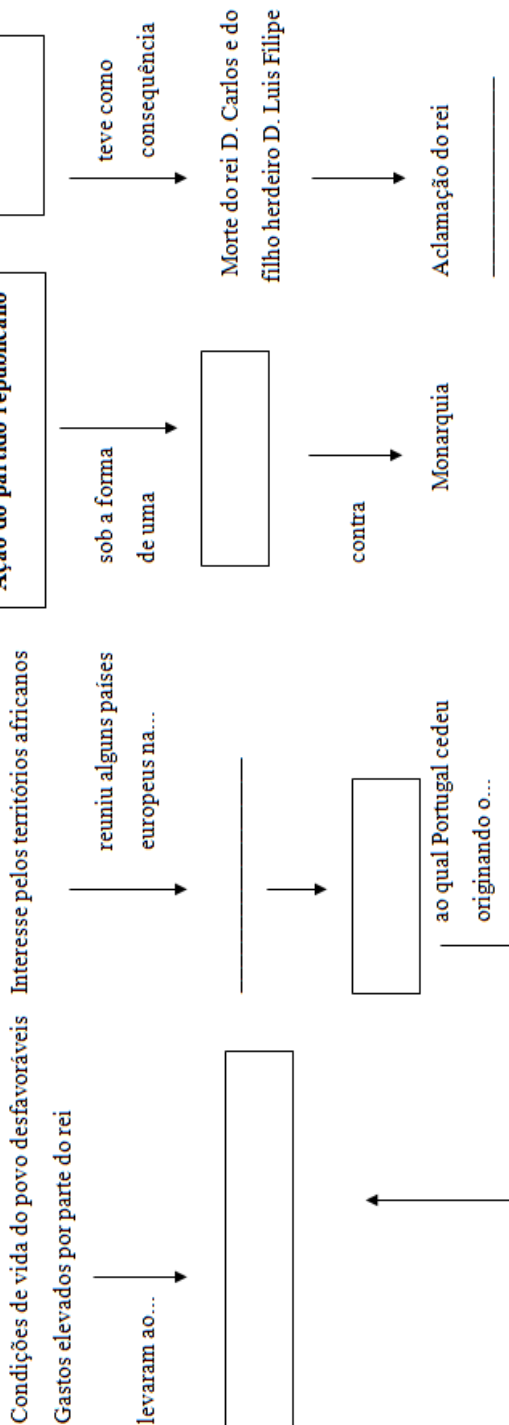 Condições de vida do povo desfavoráveis
Gastos elevados por parte do rei
levaram ao...
Interesse pelos territórios africanos
reuniu alguns países
europeus na...
ao qual Portugal cedeu
originando o...
Ação do partido republicano
sob a forma
de uma
contra
Monarquia
teve como
consequência
Morte do rei D. Carlos e do
filho herdeiro D. Luis Filipe
Aclamação do rei